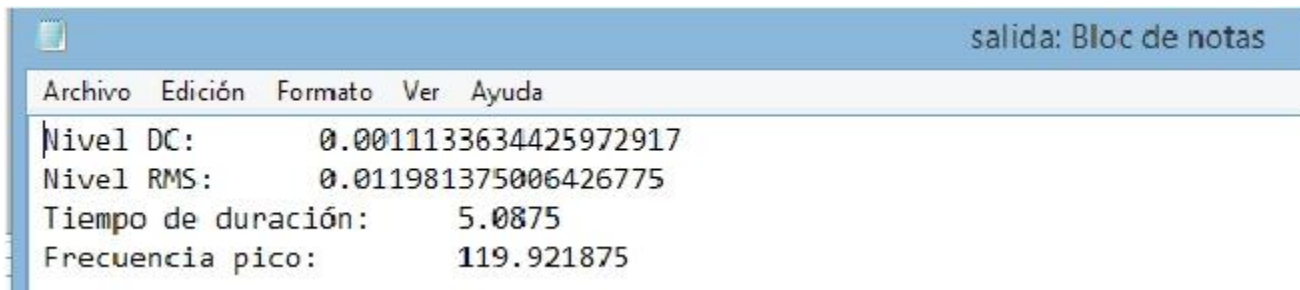 salida: Bloc de notas
Archivo Edición Formato Ver Ayuda
Nivel DC: 0.0011133634425972917
Nivel RMS: 0.011981375006426775
Tiempo de duración: 5.0875
Frecuencia pico: 119.921875